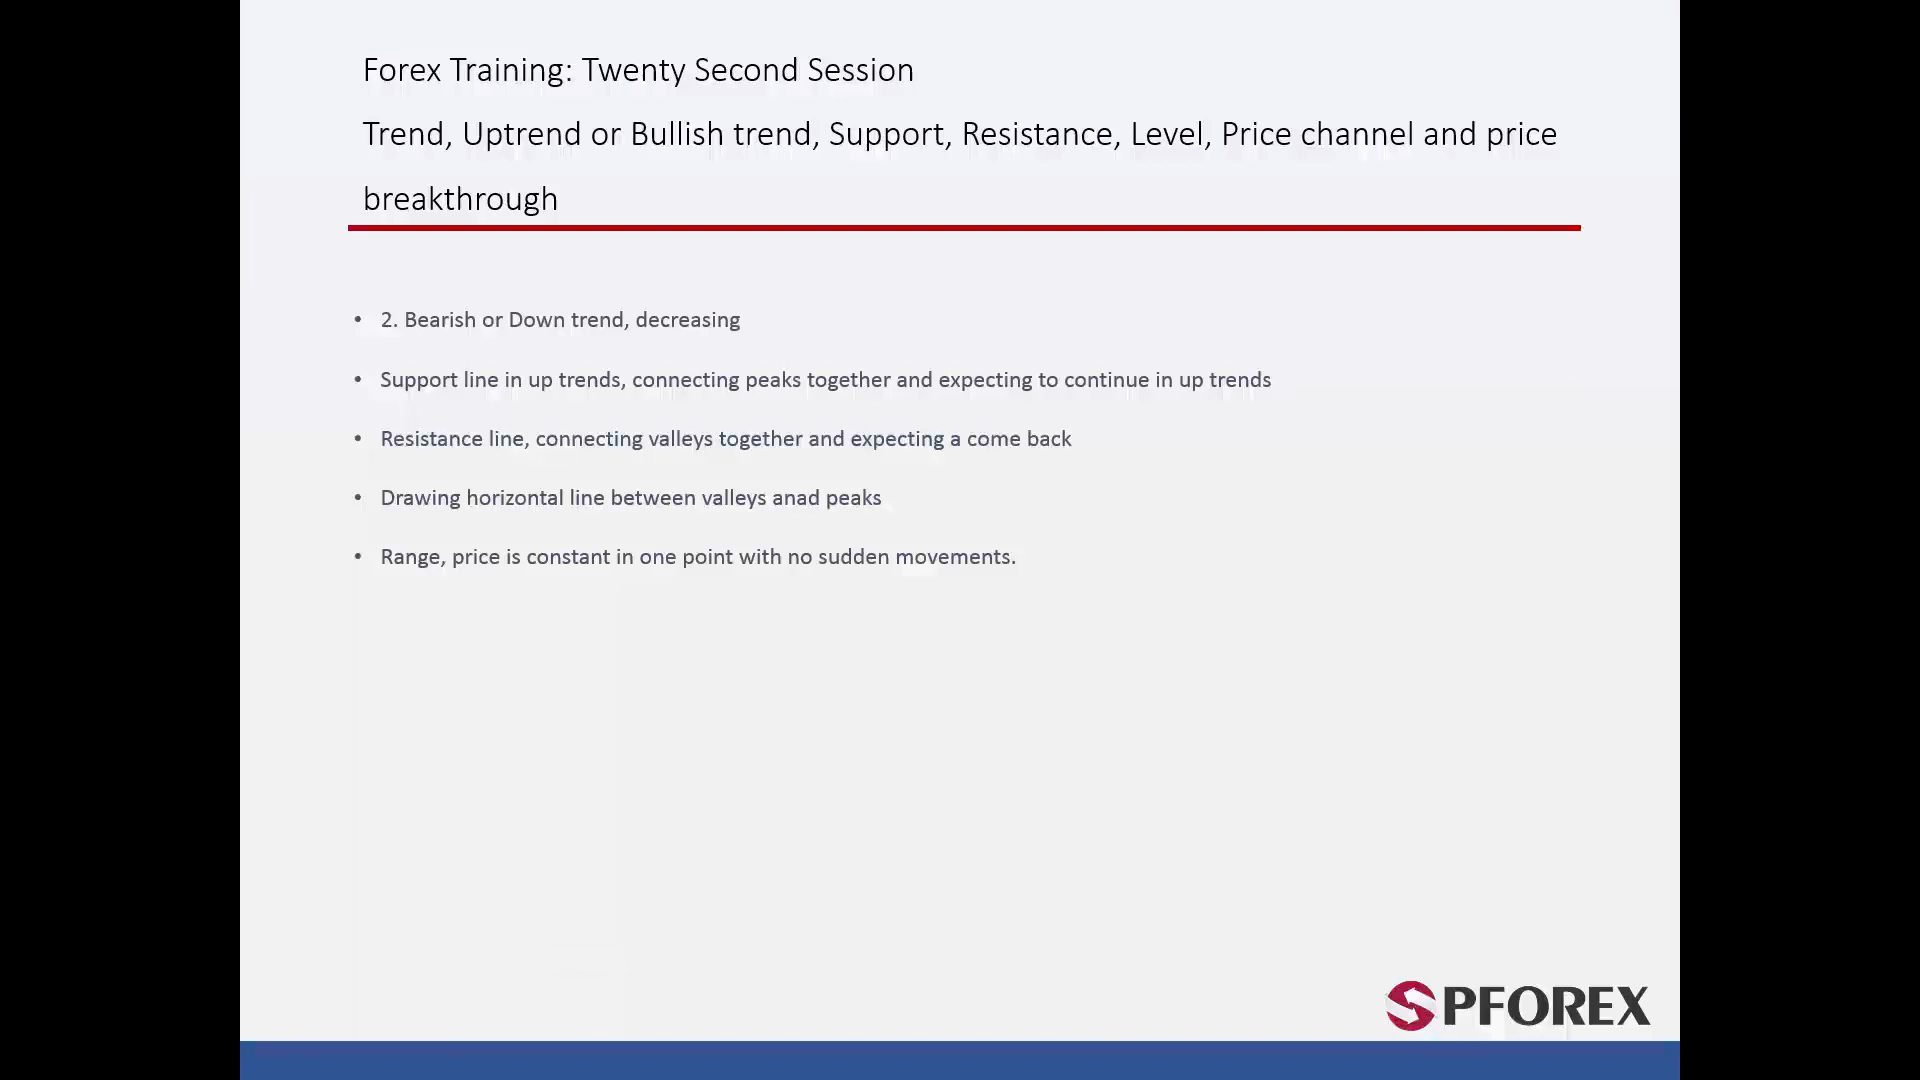 Forex Training: Twenty Second Session
Trend, Uptrend or Bullish trend, Support, Resistance, Level, Price channel and price
breakthrough
• 2. Bearish or Down trend, decreasing
• Support line in up trends, connecting peaks together and expecting to continue in up trends
• Resistance line, connecting valleys together and expecting a come back
• Drawing horizontal line between valleys anad peaks
• Range, price is constant in one point with no sudden movements.
SPFOREX